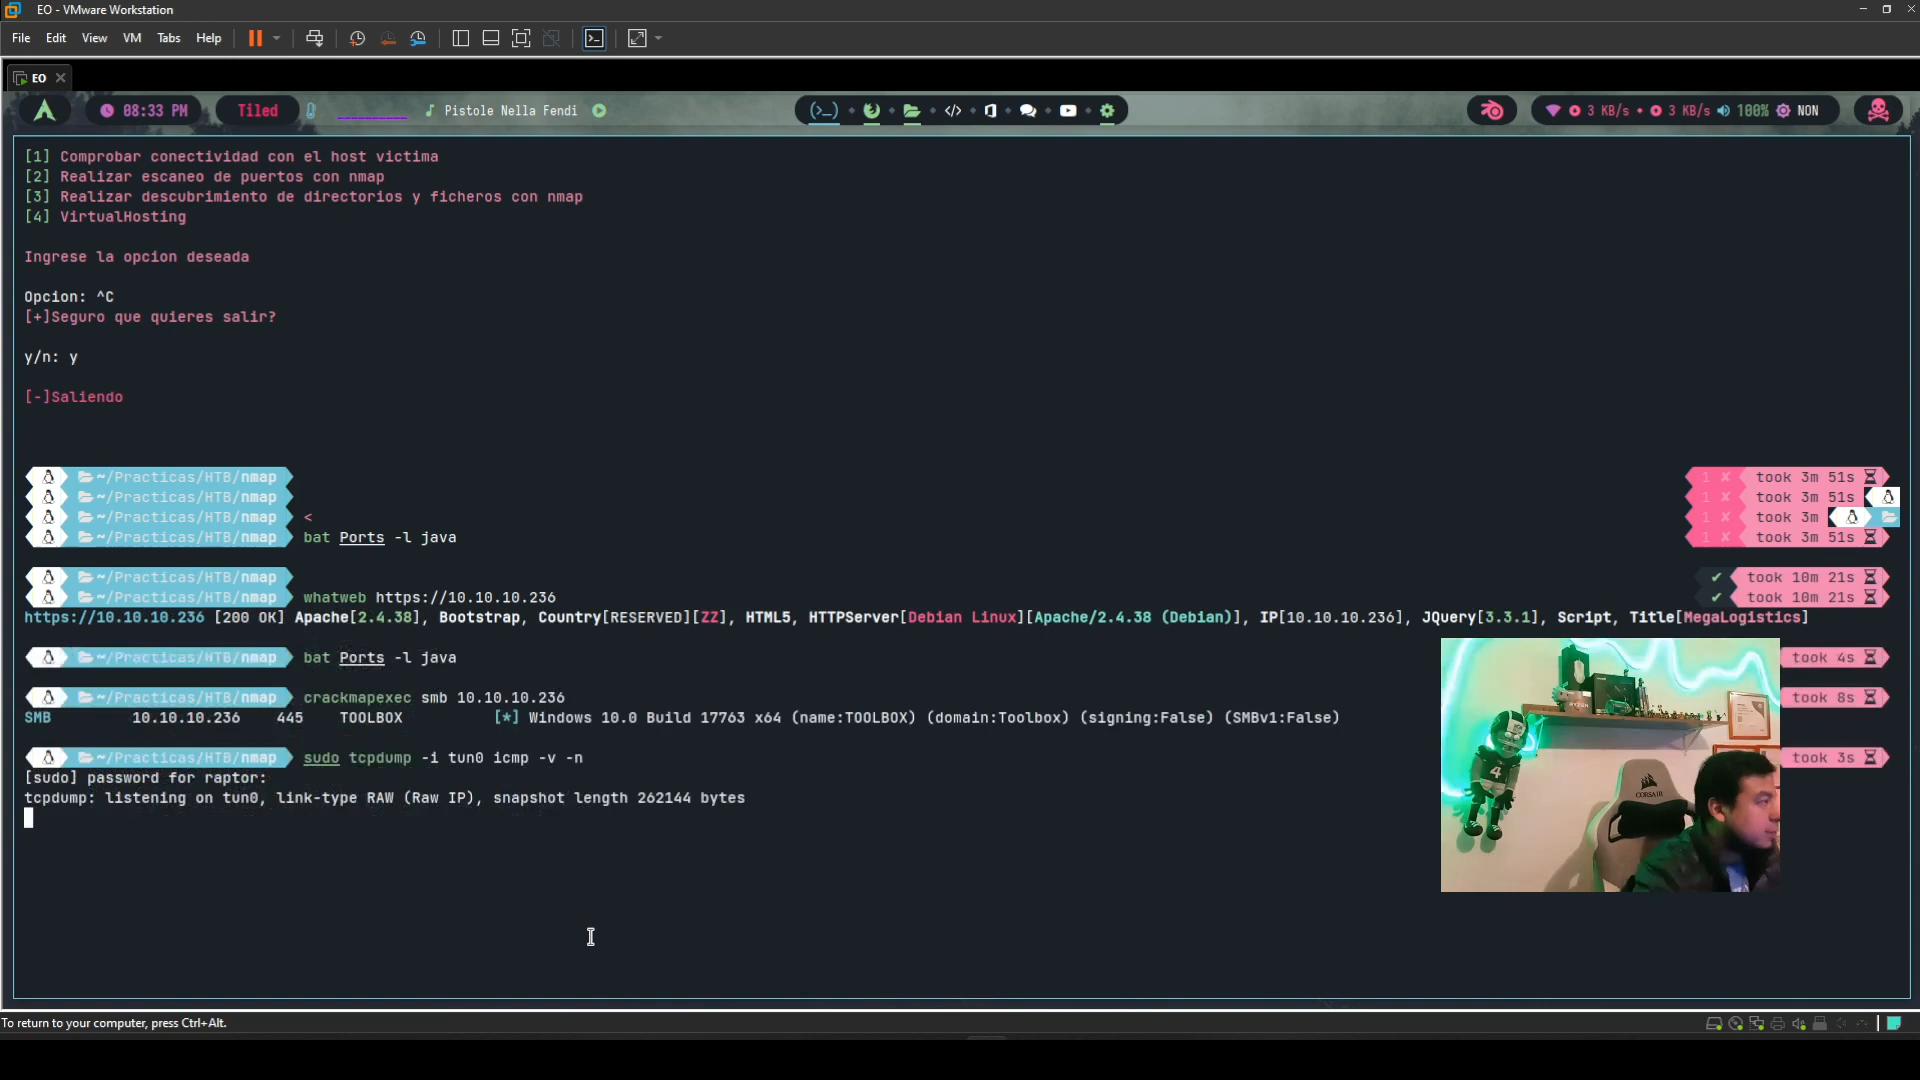 EO - VMware Workstation
File Edit View VM Tabs Help
EO
08:33 PM Tiled Pistole Nella Fendi 3 KB/s • 3 KB/s 100% NON
[1] Comprobar conectividad con el host victima
[2] Realizar escaneo de puertos con nmap
[3] Realizar descubrimiento de directorios y ficheros con nmap
[4] VirtualHosting
Ingrese la opcion deseada
Opcion: ^C
[+]Seguro que quieres salir?
y/n: y
[-]Saliendo
~/Practicas/HTB/nmap 1 ✘ took 3m 51s
~/Practicas/HTB/nmap 1 ✘ took 3m 51s
~/Practicas/HTB/nmap < 1 ✘ took 3m
~/Practicas/HTB/nmap bat Ports -l java 1 ✘ took 3m 51s
~/Practicas/HTB/nmap ✔ took 10m 21s
~/Practicas/HTB/nmap whatweb https://10.10.10.236 ✔ took 10m 21s
https://10.10.10.236 [200 OK] Apache[2.4.38], Bootstrap, Country[RESERVED][ZZ], HTML5, HTTPServer[Debian Linux][Apache/2.4.38 (Debian)], IP[10.10.10.236], JQuery[3.3.1], Script, Title[MegaLogistics]
~/Practicas/HTB/nmap bat Ports -l java took 4s
~/Practicas/HTB/nmap crackmapexec smb 10.10.10.236 took 8s
SMB 10.10.10.236 445 TOOLBOX [*] Windows 10.0 Build 17763 x64 (name:TOOLBOX) (domain:Toolbox) (signing:False) (SMBv1:False)
~/Practicas/HTB/nmap sudo tcpdump -i tun0 icmp -v -n took 3s
[sudo] password for raptor:
tcpdump: listening on tun0, link-type RAW (Raw IP), snapshot length 262144 bytes
RYZEN
4
CORSAIR
To return to your computer, press Ctrl+Alt.